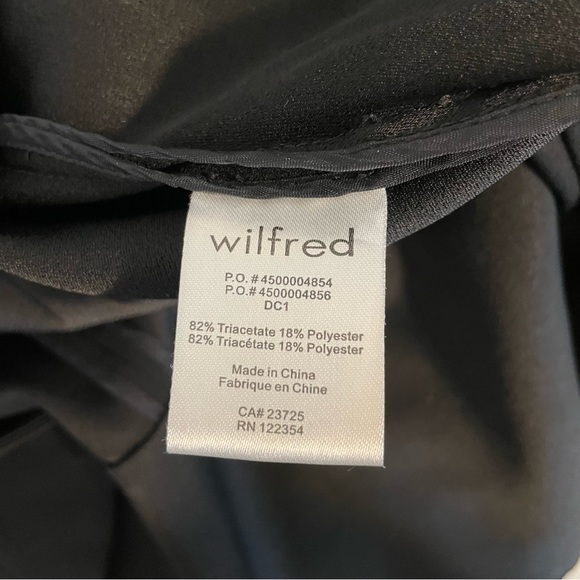 wilfred
P.O. # 4500004854
P.O.# 4500004856
DC1
82% Triacetate 18% Polyester
82% Triacétate 18% Polyester
Made in China
Fabrique en Chine
CA# 23725
RN 122354